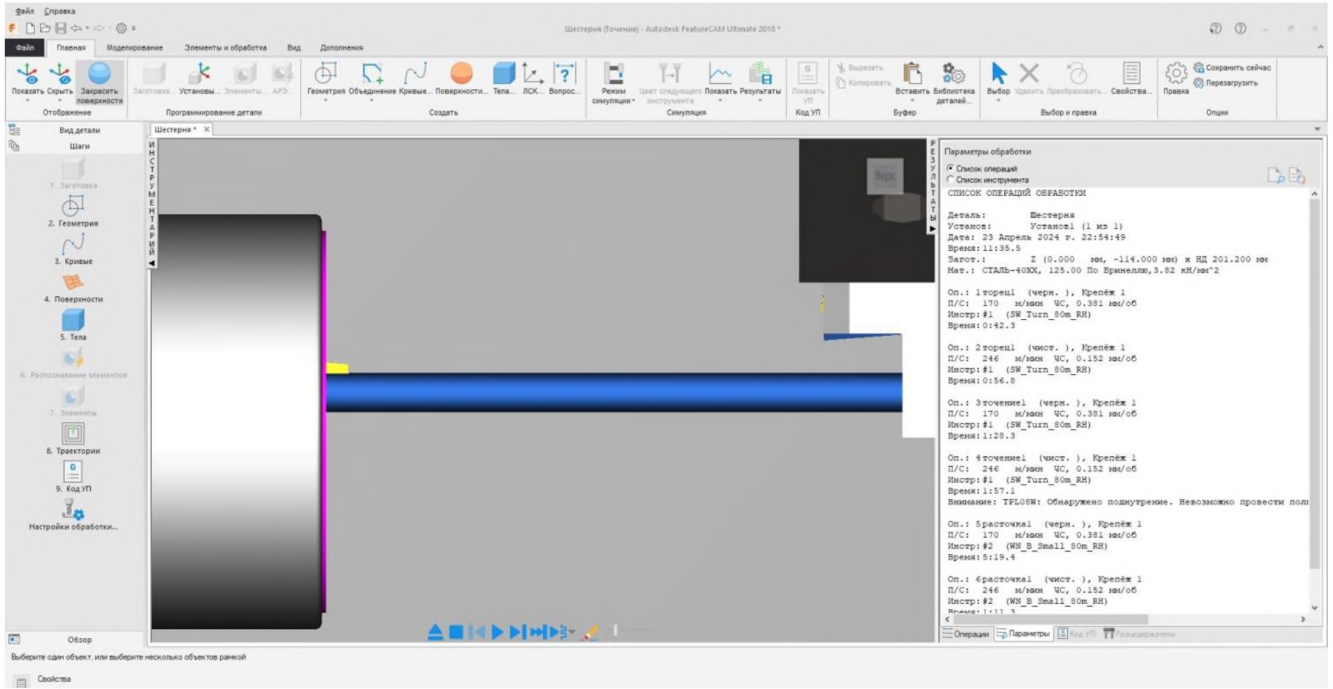 Файл Справка
Шестерня (Точение) - Autodesk FeatureCAM Ultimate 2018 *
Файл Главная Моделирование Элементы и обработка Вид Дополнения
Показать Скрыть Закрасить поверхности
Заготовка Установы... Элементы... АРЭ...
Геометрия Объединение Кривые... Поверхности... Тела... ЛСК... Вопрос...
Режим симуляции Цвет следующего инструмента Показать Результаты
Показать УП
Вырезать
Копировать
Вставить Библиотека деталей...
Выбор Удалить Преобразовать... Свойства...
Правка
Сохранить сейчас
Перезагрузить
Отображение Программирование детали Создать Симуляция Код УП Буфер Выбор и правка Опции
Вид детали
Шаги
1. Заготовка
2. Геометрия
3. Кривые
4. Поверхности
5. Тела
6. Распознавание элементов
7. Элементы
8. Траектории
9. Код УП
Настройки обработки...
Обзор
Шестерня *
ИНСТРУМЕНТАРИЙ
Верх
РЕЗУЛЬТАТЫ
Параметры обработки
Список операций
Список инструмента
СПИСОК ОПЕРАЦИЙ ОБРАБОТКИ
Деталь: Шестерня
Установ: Установ1 (1 из 1)
Дата: 23 Апрель 2024 г. 22:54:49
Время: 11:35.5
Загот.: Z (0.000 мм, -114.000 мм) x НД 201.200 мм
Мат.: СТАЛЬ-40ХХ, 125.00 По Бринеллю,3.82 кН/мм^2
Оп.: 1торец1 (черн. ), Крепёж 1
П/С: 170 м/мин ЧС, 0.381 мм/об
Инстр:#1 (SW_Turn_80m_RH)
Время:0:42.3
Оп.: 2торец1 (чист. ), Крепёж 1
П/С: 246 м/мин ЧС, 0.152 мм/об
Инстр:#1 (SW_Turn_80m_RH)
Время:0:56.8
Оп.: 3точение1 (черн. ), Крепёж 1
П/С: 170 м/мин ЧС, 0.381 мм/об
Инстр:#1 (SW_Turn_80m_RH)
Время:1:28.3
Оп.: 4точение1 (чист. ), Крепёж 1
П/С: 246 м/мин ЧС, 0.152 мм/об
Инстр:#1 (SW_Turn_80m_RH)
Время:1:57.1
Внимание: TPLOSW: Обнаружено поднутрение. Невозможно провести пол
Оп.: 5расточка1 (черн. ), Крепёж 1
П/С: 170 м/мин ЧС, 0.381 мм/об
Инстр:#2 (WN_B_Small_80m_RH)
Время:5:19.4
Оп.: 6расточка1 (чист. ), Крепёж 1
П/С: 246 м/мин ЧС, 0.152 мм/об
Инстр:#2 (WN_B_Small_80m_RH)
Время:1:11.3
Операции Параметры Код УП Резцедержатели
Выберите один объект, или выберите несколько объектов рамкой
Свойства